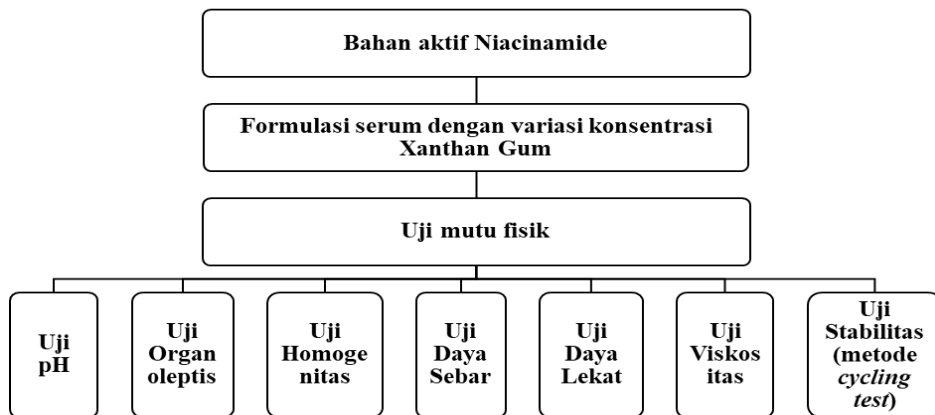 Bahan aktif Niacinamide
Formulasi serum dengan variasi konsentrasi
Xanthan Gum
Uji mutu fisik
Uji
pH
Uji
Organ
oleptis
Uji
Homoge
nitas
Uji
Daya
Sebar
Uji
Daya
Lekat
Uji
Viskos
itas
Uji
Stabilitas
(metode
cycling
test)